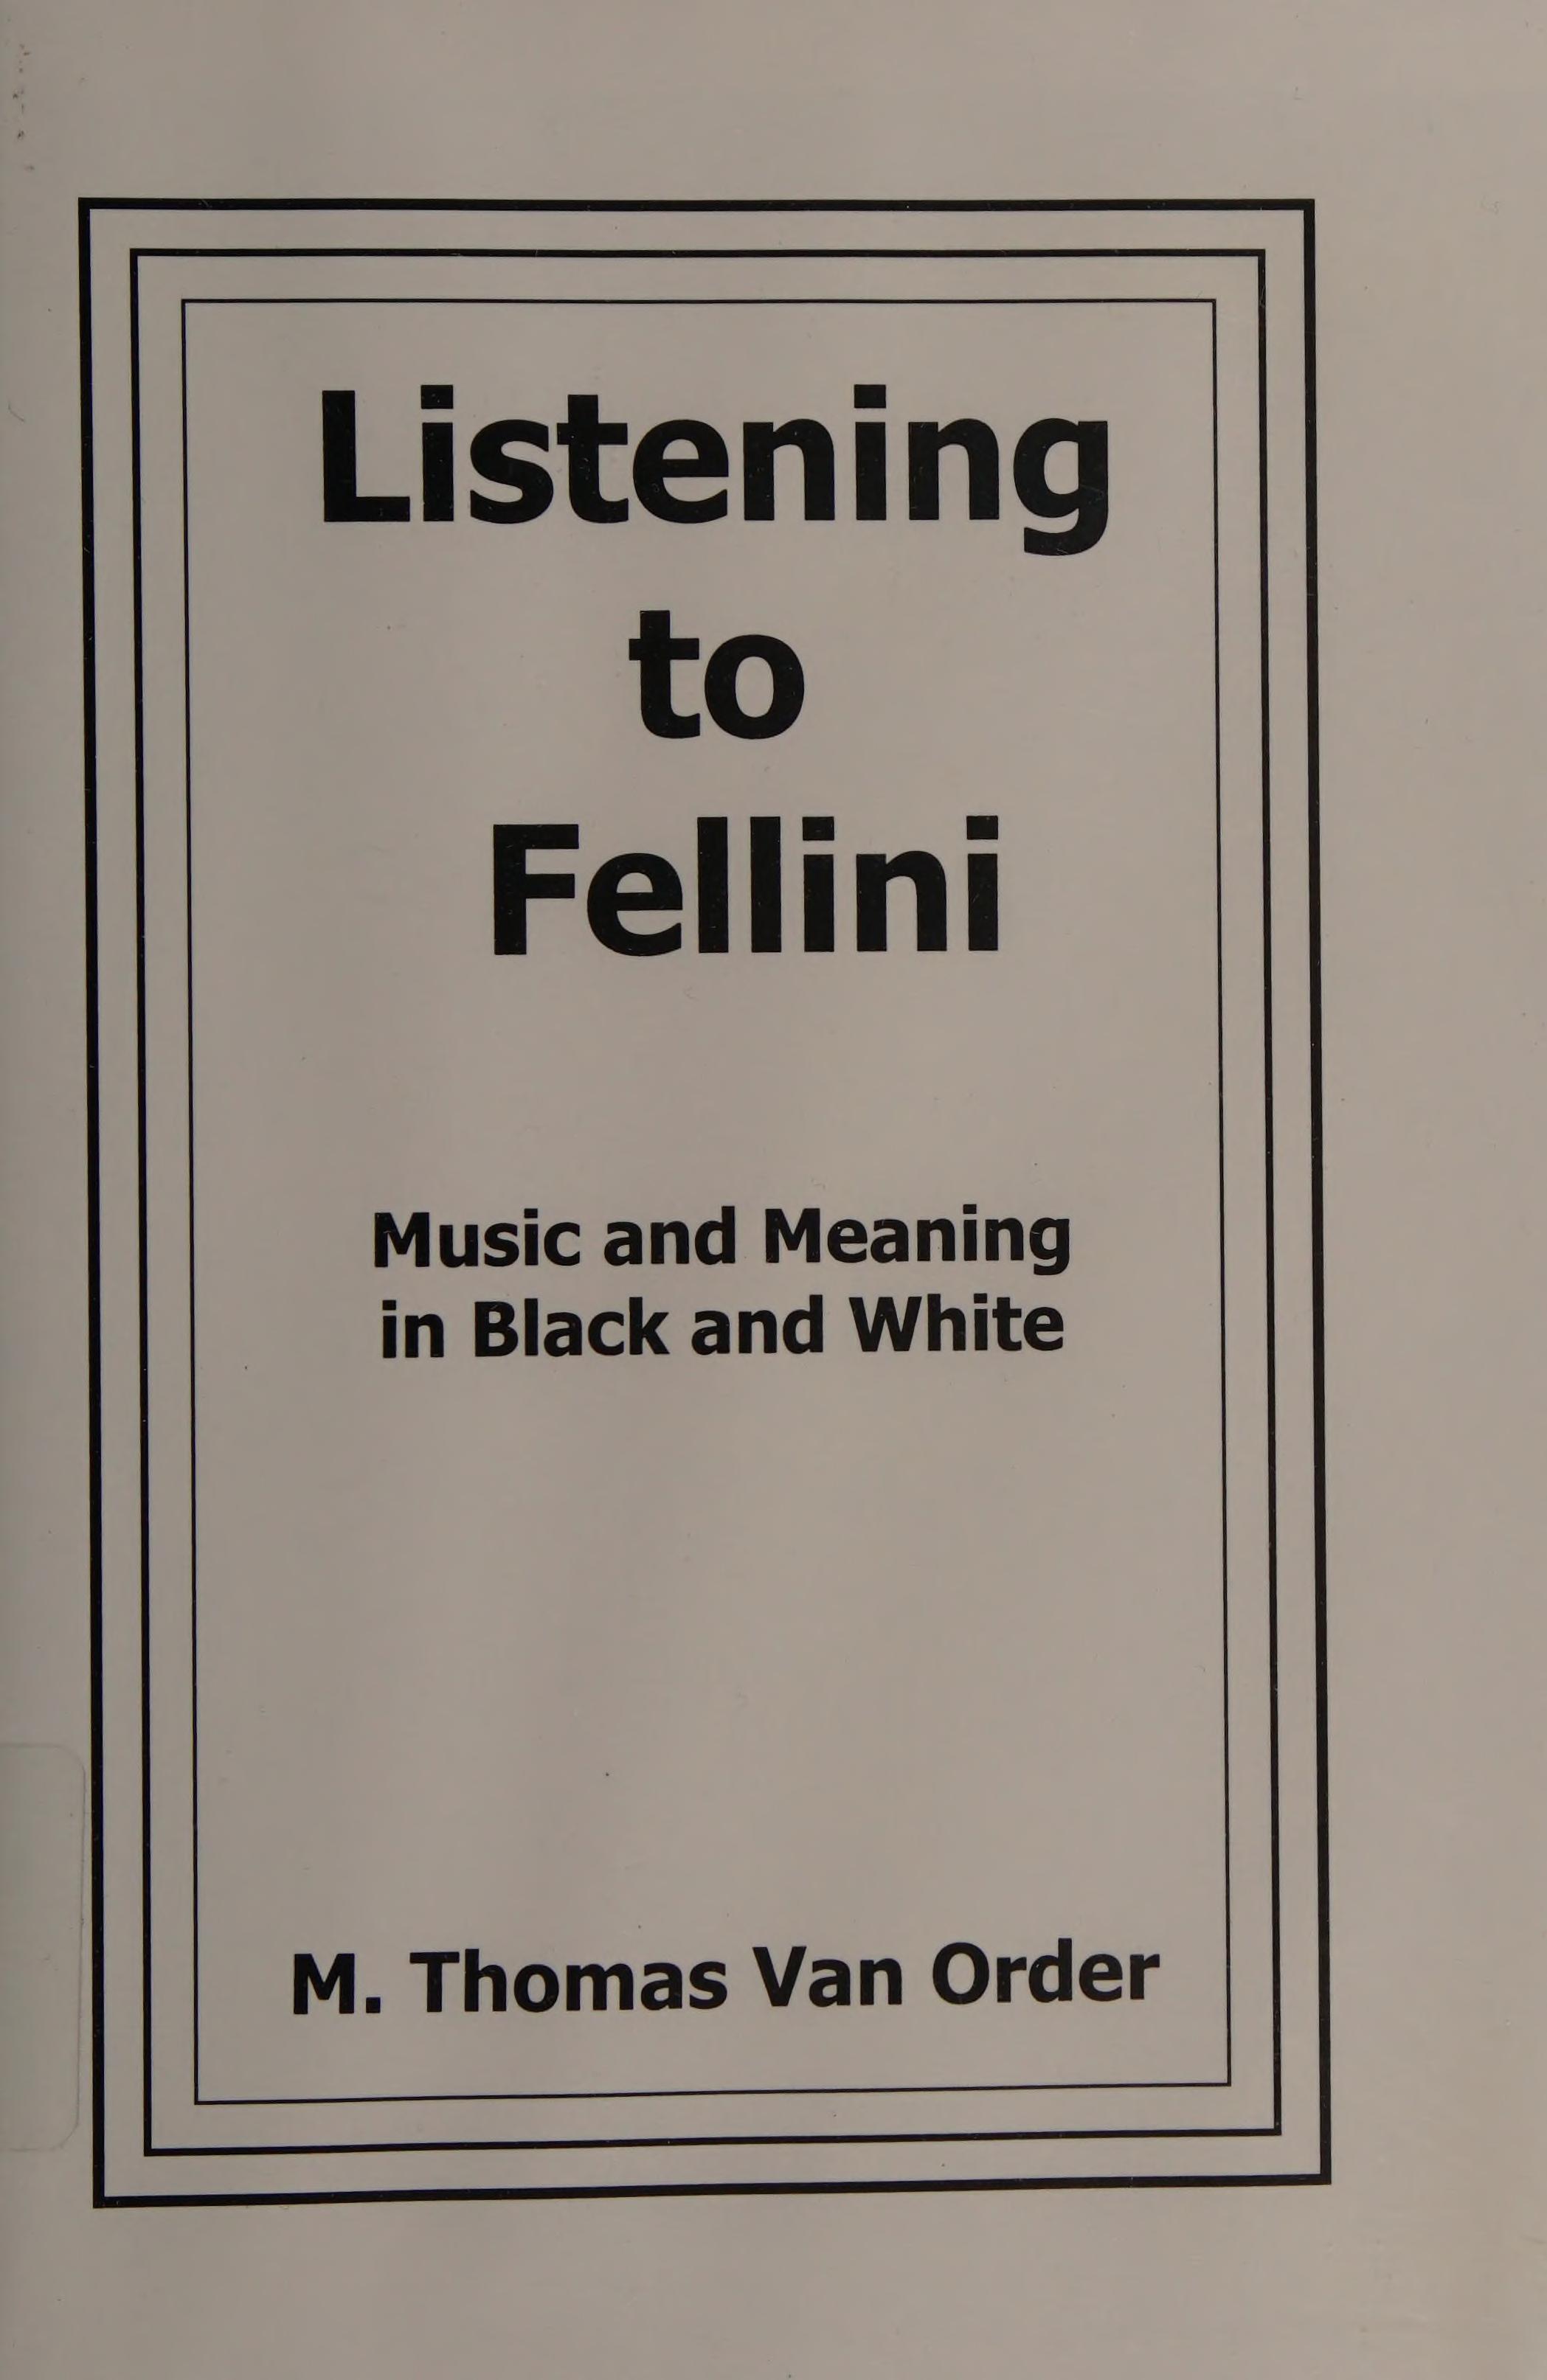 Listening
to
Fellini
Music and Meaning
in Black and White
M. Thomas Van Order